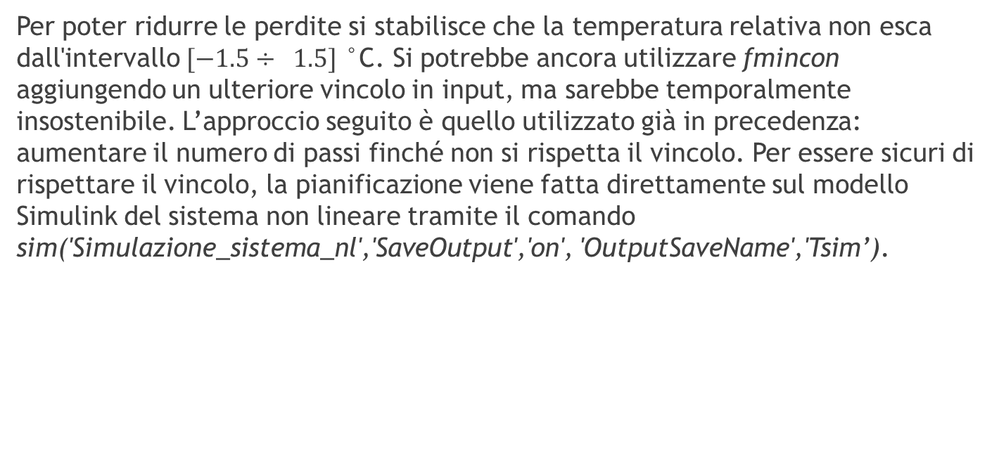 Per poter ridurre le perdite si stabilisce che la temperatura relativa non esca
dall'intervallo [−1.5 ÷ 1.5] °C. Si potrebbe ancora utilizzare fmincon
aggiungendo un ulteriore vincolo in input, ma sarebbe temporalmente
insostenibile. L’approccio seguito è quello utilizzato già in precedenza:
aumentare il numero di passi finché non si rispetta il vincolo. Per essere sicuri di
rispettare il vincolo, la pianificazione viene fatta direttamente sul modello
Simulink del sistema non lineare tramite il comando
sim('Simulazione_sistema_nl','SaveOutput','on', 'OutputSaveName','Tsim’).